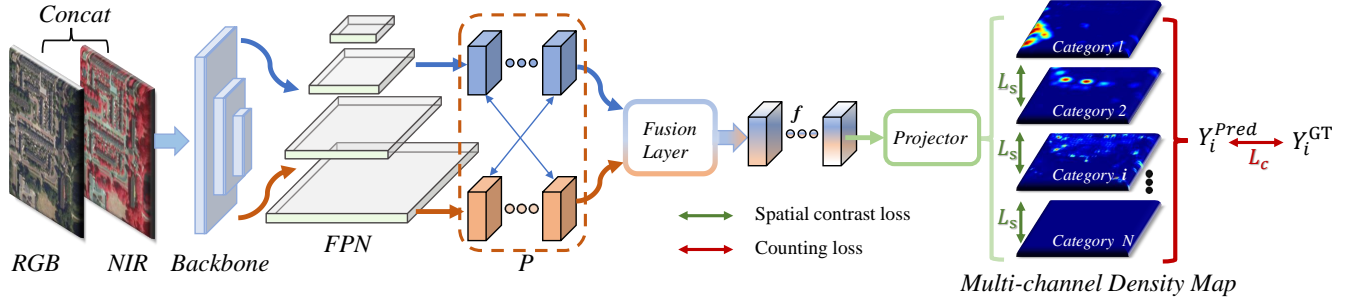 Concat
RGB
NIR
Backbone
FPN
P
Fusion
Layer
f
Projector
Category 1
Category 2
Category i
Category N
L_s
L_s
L_s
Multi-channel Density Map
Y_i^Pred
L_c
Y_i^GT
Spatial contrast loss
Counting loss